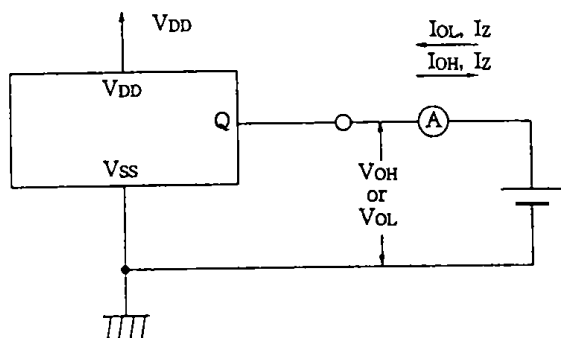 VDD
IOL, IZ
IOH, IZ
VDD
Q
A
VSS
VOH
or
VOL